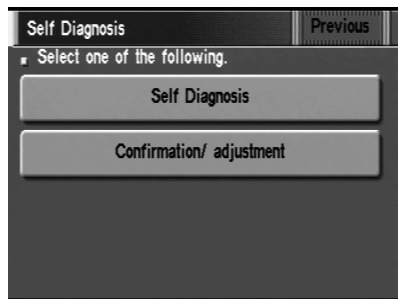 Self Diagnosis
Previous
Select one of the following.
Self Diagnosis
Confirmation/ adjustment